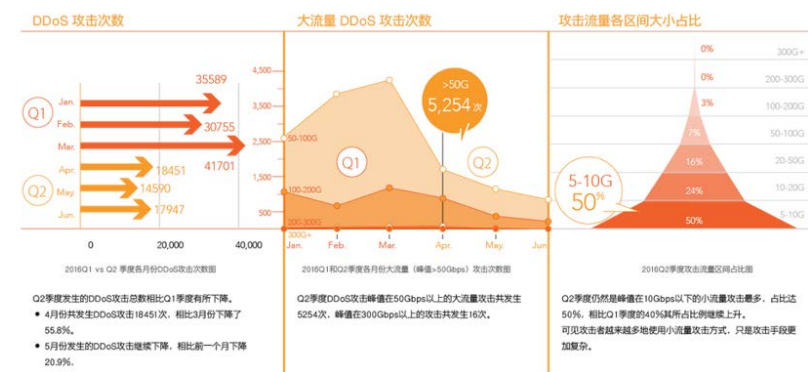 DDoS 攻击次数
35589
Jan.
Q1
Feb.
30755
Mar.
41701
Apr.
18451
Q2
May.
14590
Jun.
17947
0
20,000
40,000
2016Q1 vs Q2 季度各月份DDoS攻击次数图
Q2季度发生的DDoS攻击总数相比Q1季度有所下降。
● 4月份共发生DDoS攻击18451次，相比3月份下降了
55.8%。
● 5月份发生的DDoS攻击继续下降，相比前一个月下降
20.9%。
大流量 DDoS 攻击次数
4,500
3,500
2,500
1,500
500
>50G
5,254 次
50-100G
Q1
Q2
100-200G
200-300G
300G+
Jan.
Feb.
Mar.
Apr.
May.
Jun
2016Q1和Q2季度各月份大流量（峰值>50Gbps）攻击次数图
Q2季度DDoS攻击峰值在50Gbps以上的大流量攻击共发生
5254次，峰值在300Gbps以上的攻击共发生16次。
攻击流量各区间大小占比
0%
300G+
0%
200-300G
3%
100-200G
7%
50-100G
16%
20-50G
5-10G
50%
24%
10-20G
50%
5-10G
2016Q2季度攻击流量区间占比图
Q2季度仍然是峰值在10Gbps以下的小流量攻击最多，占比达
50%，相比Q1季度的40%其所占比例继续上升。
可见攻击者越来越多地使用小流量攻击方式，只是攻击手段更
加复杂。